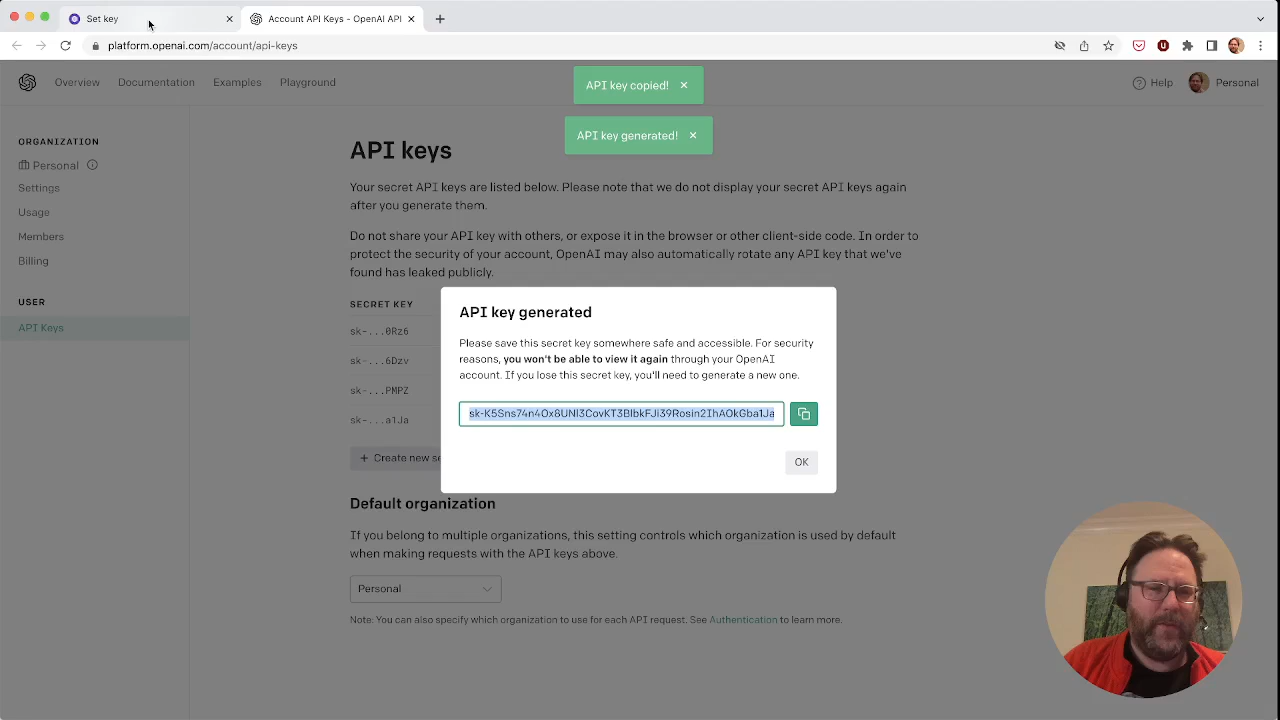 Set key
Account API Keys - OpenAI API
platform.openai.com/account/api-keys
Overview Documentation Examples Playground
Help Personal
API key copied!
API key generated!
ORGANIZATION
Personal
Settings
Usage
Members
Billing
USER
API Keys
API keys
Your secret API keys are listed below. Please note that we do not display your secret API keys again
after you generate them.
Do not share your API key with others, or expose it in the browser or other client-side code. In order to
protect the security of your account, OpenAI may also automatically rotate any API key that we've
found has leaked publicly.
SECRET KEY
sk-...0Rz6
sk-...6Dzv
sk-...PMPZ
sk-...a1Ja
+ Create new se
API key generated
Please save this secret key somewhere safe and accessible. For security
reasons, you won't be able to view it again through your OpenAI
account. If you lose this secret key, you'll need to generate a new one.
OK
Default organization
If you belong to multiple organizations, this setting controls which organization is used by default
when making requests with the API keys above.
Personal
Note: You can also specify which organization to use for each API request. See Authentication to learn more.